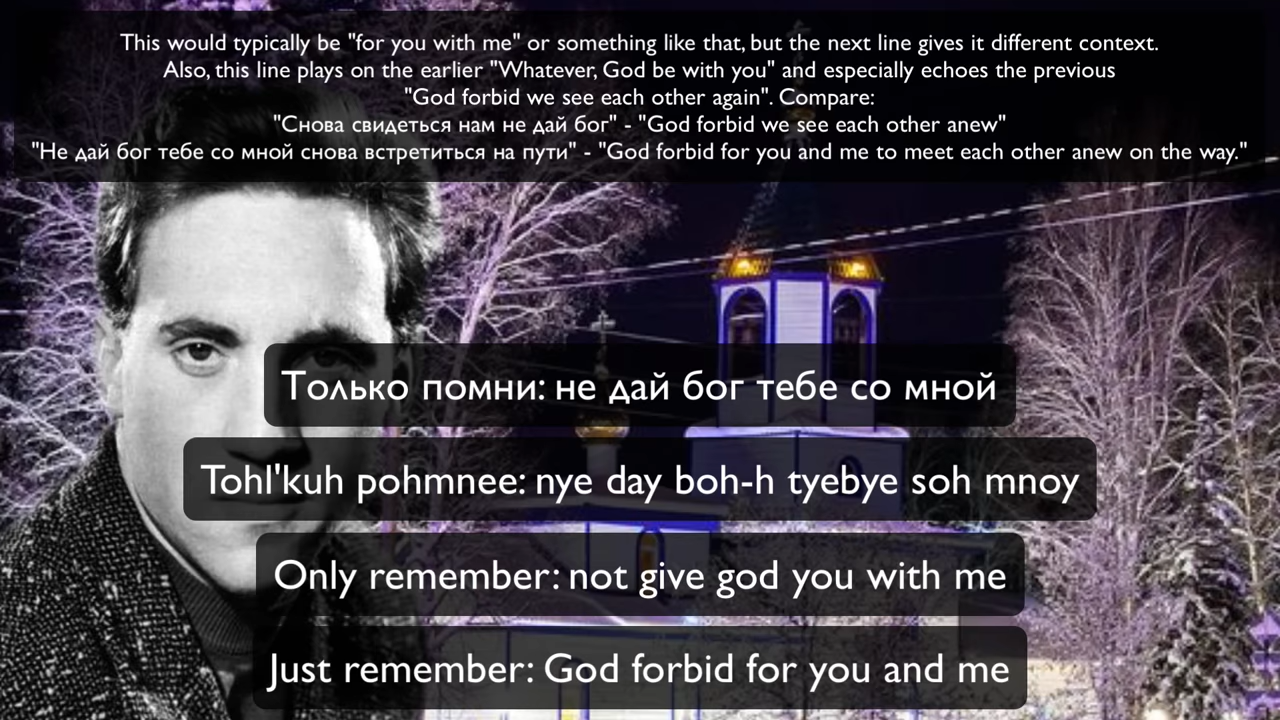 This would typically be "for you with me" or something like that, but the next line gives it different context.
Also, this line plays on the earlier "Whatever, God be with you" and especially echoes the previous
"God forbid we see each other again". Compare:
"Снова свидеться нам не дай бог" - "God forbid we see each other anew"
"Не дай бог тебе со мной снова встретиться на пути" - "God forbid for you and me to meet each other anew on the way."
Только помни: не дай бог тебе со мной
Tohl'kuh pohmnee: nye day boh-h tyebye soh mnoy
Only remember: not give god you with me
Just remember: God forbid for you and me